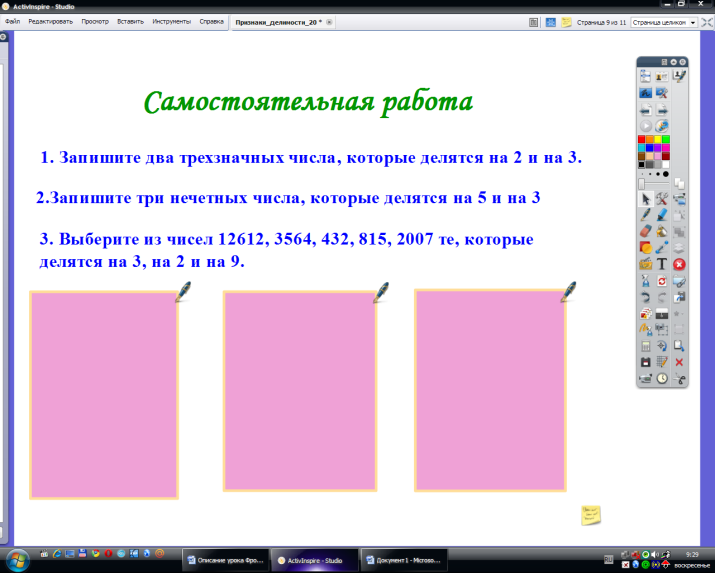 ActivInspire - Studio
Файл Редактировать Просмотр Вставить Инструменты Справка
Признаки_делимости_20 *
Страница 9 из 11
Страница целиком
Самостоятельная работа
1. Запишите два трехзначных числа, которые делятся на 2 и на 3.
2.Запишите три нечетных числа, которые делятся на 5 и на 3
3. Выберите из чисел 12612, 3564, 432, 815, 2007 те, которые
делятся на 3, на 2 и на 9.
Описание урока Фро...
ActivInspire - Studio
Документ1 - Microso...
9:29
воскресенье